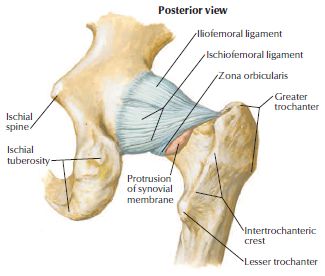 Posterior view
Iliofemoral ligament
Ischiofemoral ligament
Zona orbicularis
Greater
trochanter
Ischial
spine
Ischial
tuberosity
Protrusion
of synovial
membrane
Intertrochanteric
crest
Lesser trochanter